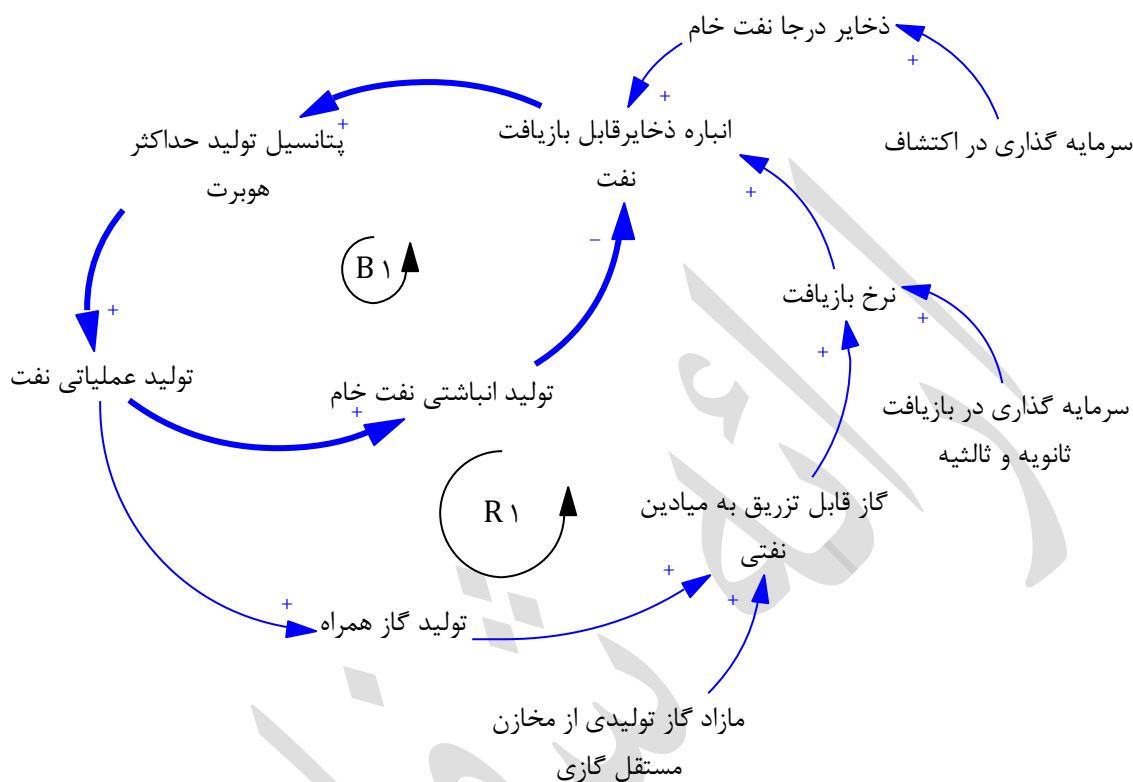 ذخایر درجا نفت خام
+
سرمایه گذاری در اکتشاف
+
انباره ذخایرقابل بازیافت
نفت
+
پتانسیل تولید حداکثر
هوبرت
+
–
B ۱
+
نرخ بازیافت
+
+
تولید عملیاتی نفت
+
تولید انباشتی نفت خام
+
سرمایه گذاری در بازیافت
ثانویه و ثالثیه
R ۱
گاز قابل تزریق به میادین
نفتی
+
+
+
تولید گاز همراه
مازاد گاز تولیدی از مخازن
مستقل گازی